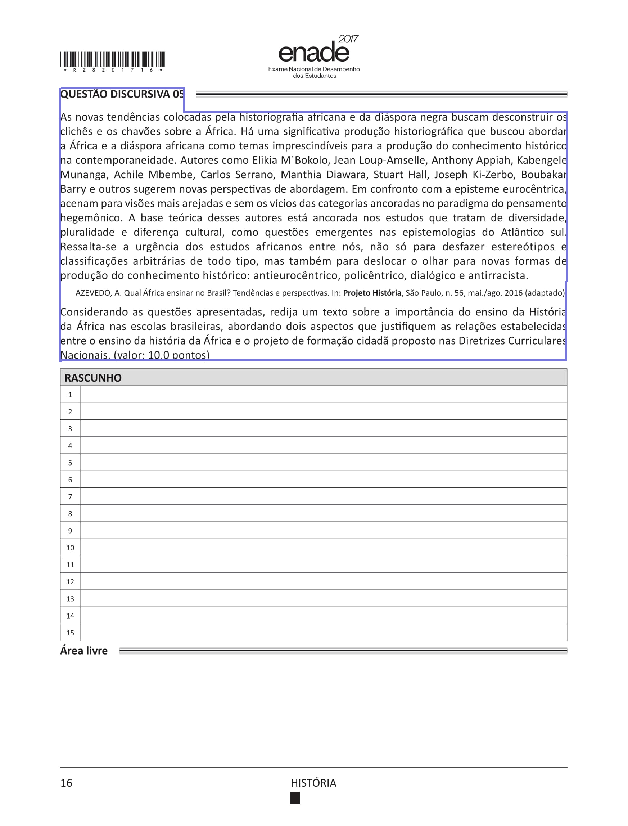 2017
enade
Exame Nacional de Desempenho
dos Estudantes
*R2820171 6*
QUESTÃO DISCURSIVA 05
As novas tendências colocadas pela historiografia africana e da diáspora negra buscam desconstruir os
clichês e os chavões sobre a África. Há uma significativa produção historiográfica que buscou abordar
a África e a diáspora africana como temas imprescindíveis para a produção do conhecimento histórico
na contemporaneidade. Autores como Elikia M´Bokolo, Jean Loup-Amselle, Anthony Appiah, Kabengele
Munanga, Achile Mbembe, Carlos Serrano, Manthia Diawara, Stuart Hall, Joseph Ki-Zerbo, Boubakar
Barry e outros sugerem novas perspectivas de abordagem. Em confronto com a episteme eurocêntrica,
acenam para visões mais arejadas e sem os vícios das categorias ancoradas no paradigma do pensamento
hegemônico. A base teórica desses autores está ancorada nos estudos que tratam de diversidade,
pluralidade e diferença cultural, como questões emergentes nas epistemologias do Atlântico sul.
Ressalta-se a urgência dos estudos africanos entre nós, não só para desfazer estereótipos e
classificações arbitrárias de todo tipo, mas também para deslocar o olhar para novas formas de
produção do conhecimento histórico: antieurocêntrico, policêntrico, dialógico e antirracista.
AZEVEDO, A. Qual África ensinar no Brasil? Tendências e perspectivas. In: Projeto História, São Paulo, n. 56, mai./ago. 2016 (adaptado)
Considerando as questões apresentadas, redija um texto sobre a importância do ensino da História
da África nas escolas brasileiras, abordando dois aspectos que justifiquem as relações estabelecidas
entre o ensino da história da África e o projeto de formação cidadã proposto nas Diretrizes Curriculares
Nacionais. (valor: 10,0 pontos)
RASCUNHO
1
2
3
4
5
6
7
8
9
10
11
12
13
14
15
Área livre
16
HISTÓRIA